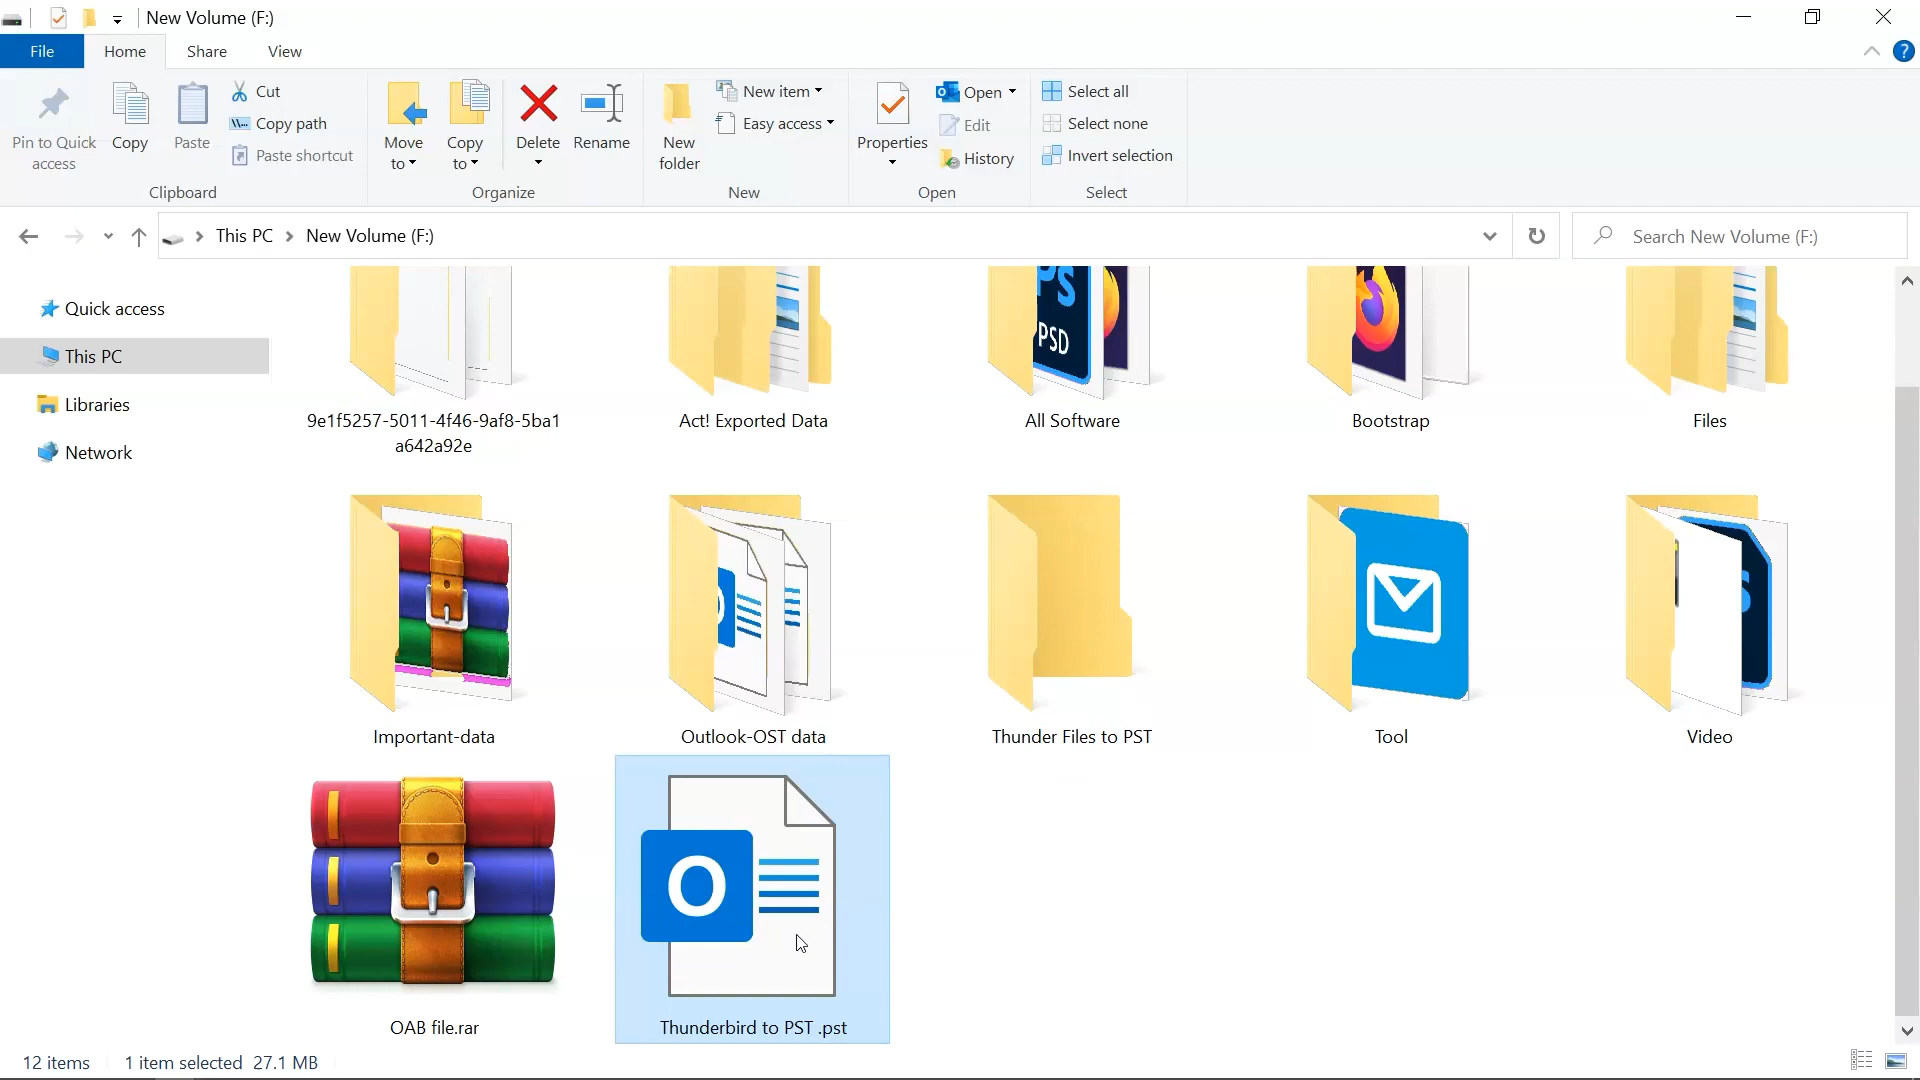 New Volume (F:)
File
Home
Share
View
Pin to Quick
access
Copy
Paste
Cut
Copy path
Paste shortcut
Clipboard
Move
to
Copy
to
Delete
Rename
Organize
New
folder
New item
Easy access
New
Properties
Open
Edit
History
Open
Select all
Select none
Invert selection
Select
This PC
New Volume (F:)
Search New Volume (F:)
Quick access
This PC
Libraries
Network
PSD
9e1f5257-5011-4f46-9af8-5ba1
a642a92e
Act! Exported Data
All Software
Bootstrap
Files
Important-data
Outlook-OST data
Thunder Files to PST
Tool
Video
O
OAB file.rar
Thunderbird to PST .pst
12 items
1 item selected 27.1 MB